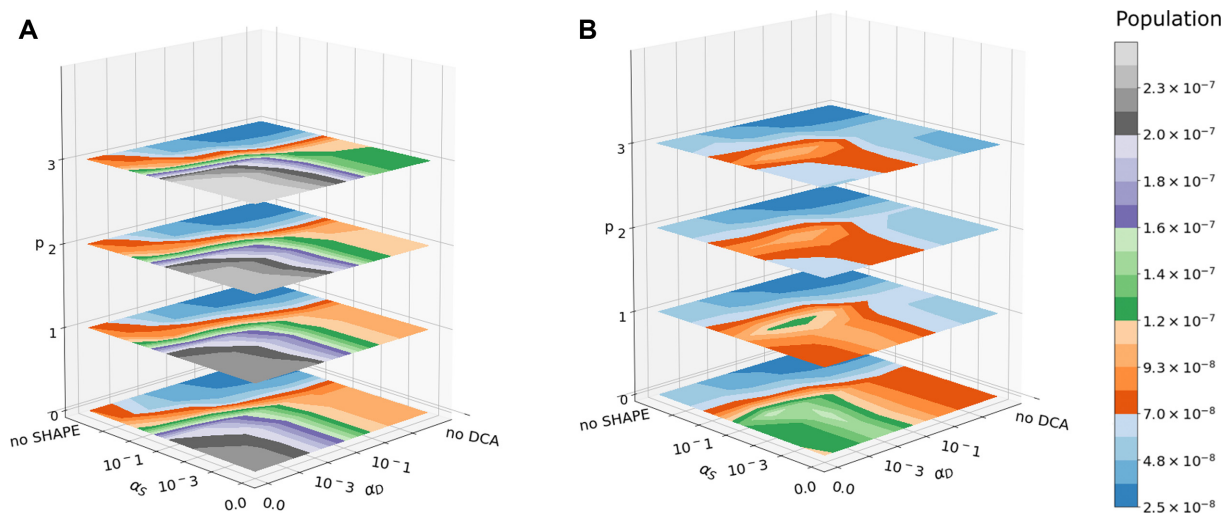 A
B
Population
3
p
2
1
0
no SHAPE
10⁻¹
α_S
10⁻³
0.0
0.0
10⁻³
α_D
10⁻¹
no DCA
3
p
2
1
0
no SHAPE
10⁻¹
α_S
10⁻³
0.0
0.0
10⁻³
α_D
10⁻¹
no DCA
2.3 × 10⁻⁷
2.0 × 10⁻⁷
1.8 × 10⁻⁷
1.6 × 10⁻⁷
1.4 × 10⁻⁷
1.2 × 10⁻⁷
9.3 × 10⁻⁸
7.0 × 10⁻⁸
4.8 × 10⁻⁸
2.5 × 10⁻⁸